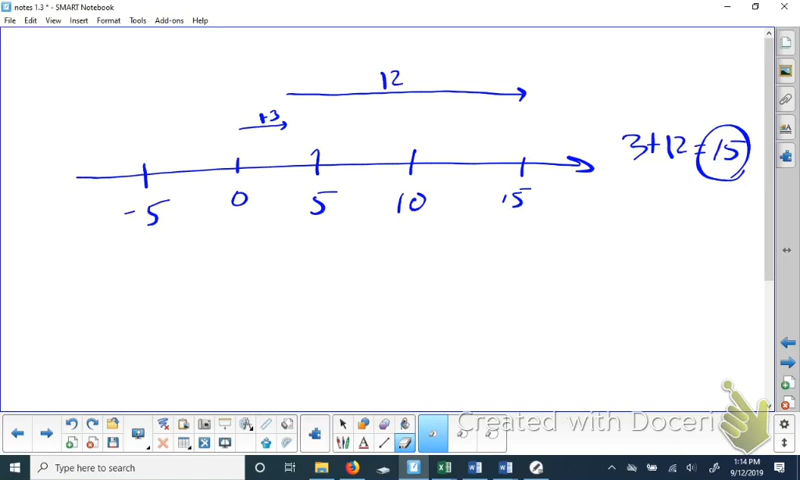 notes 1.3 * - SMART Notebook
File Edit View Insert Format Tools Add-ons Help
12
+3
3+12=15
-5 0 5 10 15
Created with Doceri
Type here to search
1:14 PM
9/12/2019